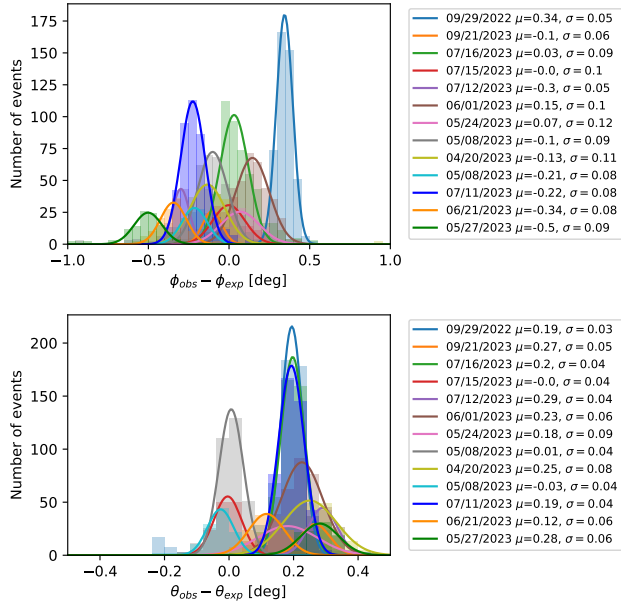 175
150
125
100
75
50
25
0
Number of events
−1.0 −0.5 0.0 0.5 1.0
ϕobs − ϕexp [deg]
09/29/2022 μ=0.34, σ = 0.05
09/21/2023 μ=-0.1, σ = 0.06
07/16/2023 μ=0.03, σ = 0.09
07/15/2023 μ=-0.0, σ = 0.1
07/12/2023 μ=-0.3, σ = 0.05
06/01/2023 μ=0.15, σ = 0.1
05/24/2023 μ=0.07, σ = 0.12
05/08/2023 μ=-0.1, σ = 0.09
04/20/2023 μ=-0.13, σ = 0.11
05/08/2023 μ=-0.21, σ = 0.08
07/11/2023 μ=-0.22, σ = 0.08
06/21/2023 μ=-0.34, σ = 0.08
05/27/2023 μ=-0.5, σ = 0.09
200
150
100
50
0
Number of events
−0.4 −0.2 0.0 0.2 0.4
θobs − θexp [deg]
09/29/2022 μ=0.19, σ = 0.03
09/21/2023 μ=0.27, σ = 0.05
07/16/2023 μ=0.2, σ = 0.04
07/15/2023 μ=-0.0, σ = 0.04
07/12/2023 μ=0.29, σ = 0.04
06/01/2023 μ=0.23, σ = 0.06
05/24/2023 μ=0.18, σ = 0.09
05/08/2023 μ=0.01, σ = 0.04
04/20/2023 μ=0.25, σ = 0.08
05/08/2023 μ=-0.03, σ = 0.04
07/11/2023 μ=0.19, σ = 0.04
06/21/2023 μ=0.12, σ = 0.06
05/27/2023 μ=0.28, σ = 0.06